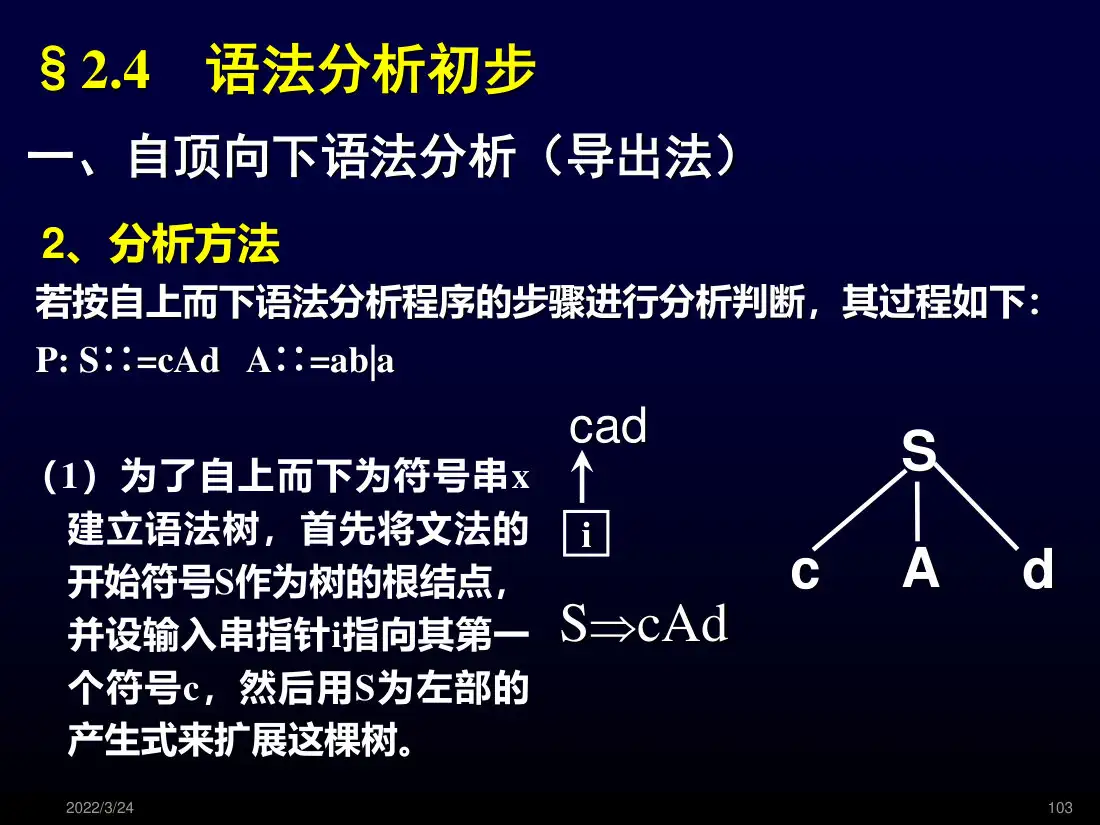 §2.4 语法分析初步
一、自顶向下语法分析（导出法）
2、分析方法
若按自上而下语法分析程序的步骤进行分析判断，其过程如下：
P: S∷=cAd A∷=ab|a
（1）为了自上而下为符号串x
建立语法树，首先将文法的
开始符号S作为树的根结点，
并设输入串指针i指向其第一
个符号c，然后用S为左部的
产生式来扩展这棵树。
cad
i
S⇒cAd
S
c A d
2022/3/24
103